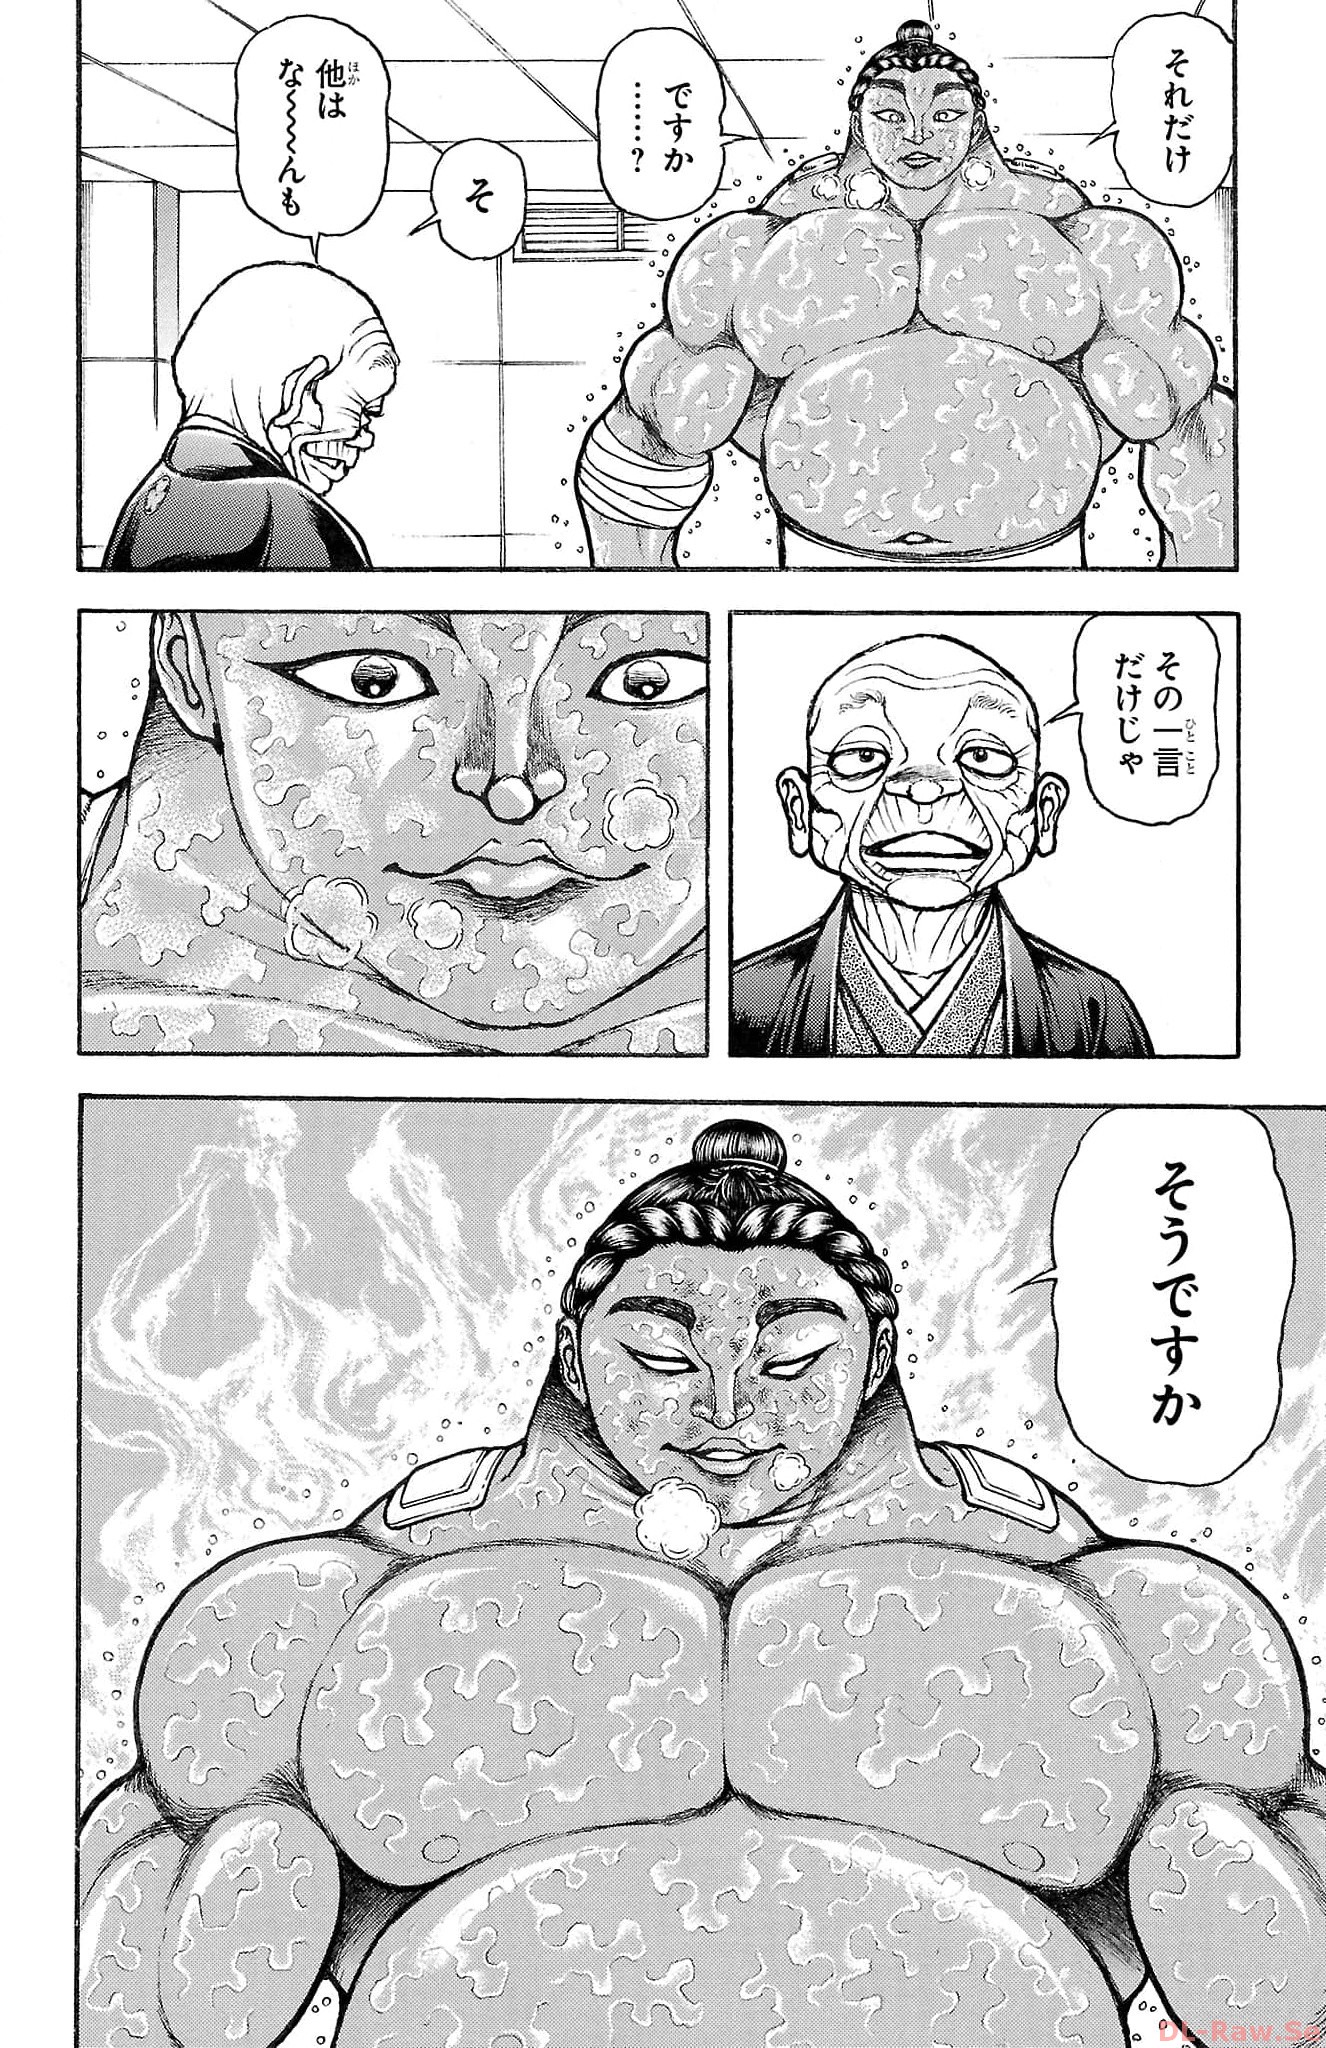 それだけ
ですか
……?
そ
他は
な〜〜〜んも
その一言
だけじゃ
そうですか
DL-Raw.Se